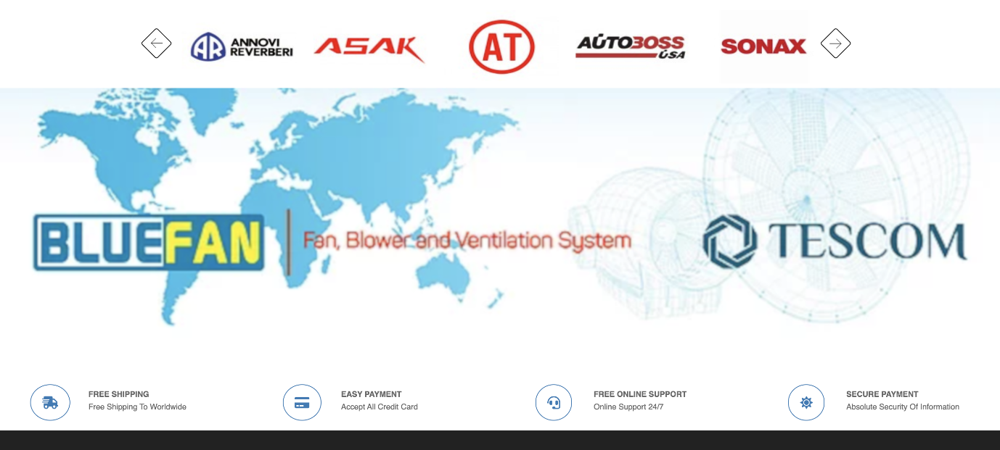 AR ANNOVI REVERBERI
ASAK
AT
AÚTOBOSS
ÚSA
SONAX
BLUEFAN
Fan, Blower and Ventilation System
TESCOM
FREE SHIPPING
Free Shipping To Worldwide
EASY PAYMENT
Accept All Credit Card
FREE ONLINE SUPPORT
Online Support 24/7
SECURE PAYMENT
Absolute Security Of Information